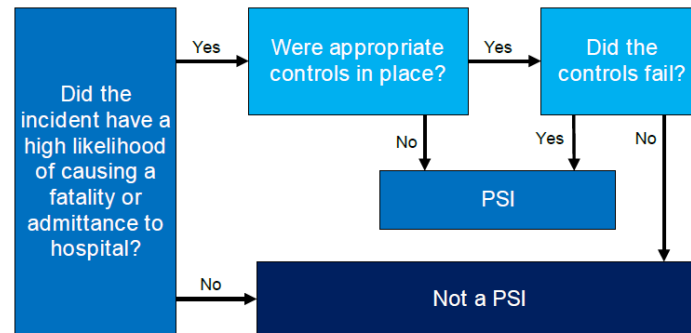 Did the
incident have a
high likelihood
of causing a
fatality or
admittance to
hospital?
Yes
Were appropriate
controls in place?
Yes
Did the
controls fail?
No
Yes
No
PSI
No
Not a PSI